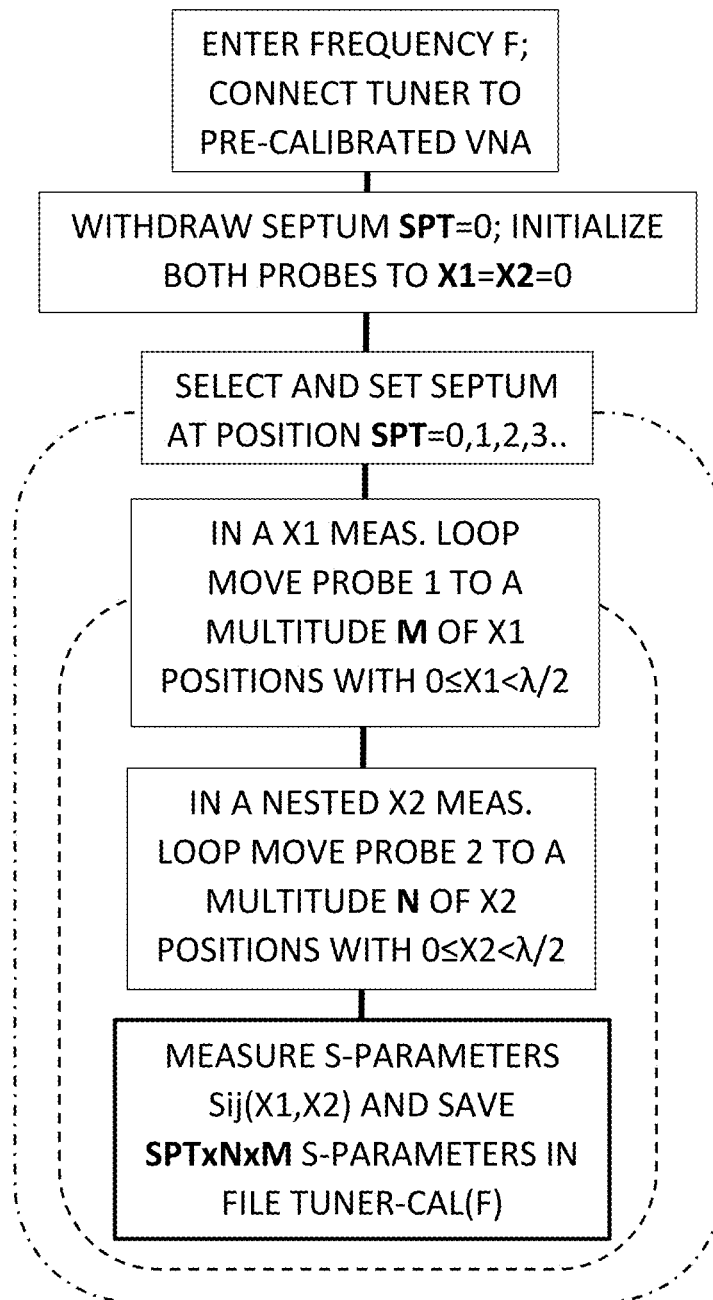 ENTER FREQUENCY F;
CONNECT TUNER TO
PRE-CALIBRATED VNA
WITHDRAW SEPTUM SPT=0; INITIALIZE
BOTH PROBES TO X1=X2=0
SELECT AND SET SEPTUM
AT POSITION SPT=0,1,2,3..
IN A X1 MEAS. LOOP
MOVE PROBE 1 TO A
MULTITUDE M OF X1
POSITIONS WITH 0≤X1<λ/2
IN A NESTED X2 MEAS.
LOOP MOVE PROBE 2 TO A
MULTITUDE N OF X2
POSITIONS WITH 0≤X2<λ/2
MEASURE S-PARAMETERS
Sij(X1,X2) AND SAVE
SPTxNxM S-PARAMETERS IN
FILE TUNER-CAL(F)